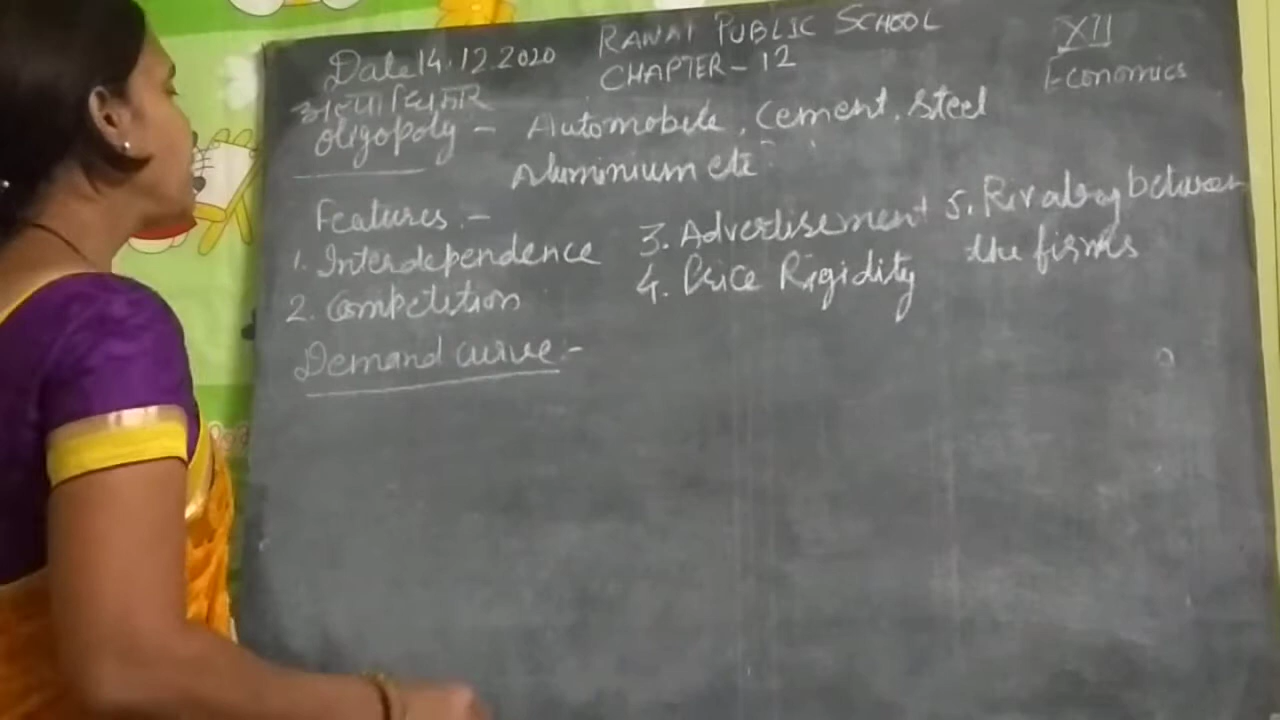 Date 14.12.2020 RANAI PUBLIC SCHOOL XII
CHAPTER-12 Economics
अल्पाधिकार
Oligopoly - Automobile, Cement, Steel
Aluminium etc
Features :-
1. Interdependence
2. Competition
3. Advertisement
4. Price Rigidity
5. Rivalry between
the firms
Demand curve :-